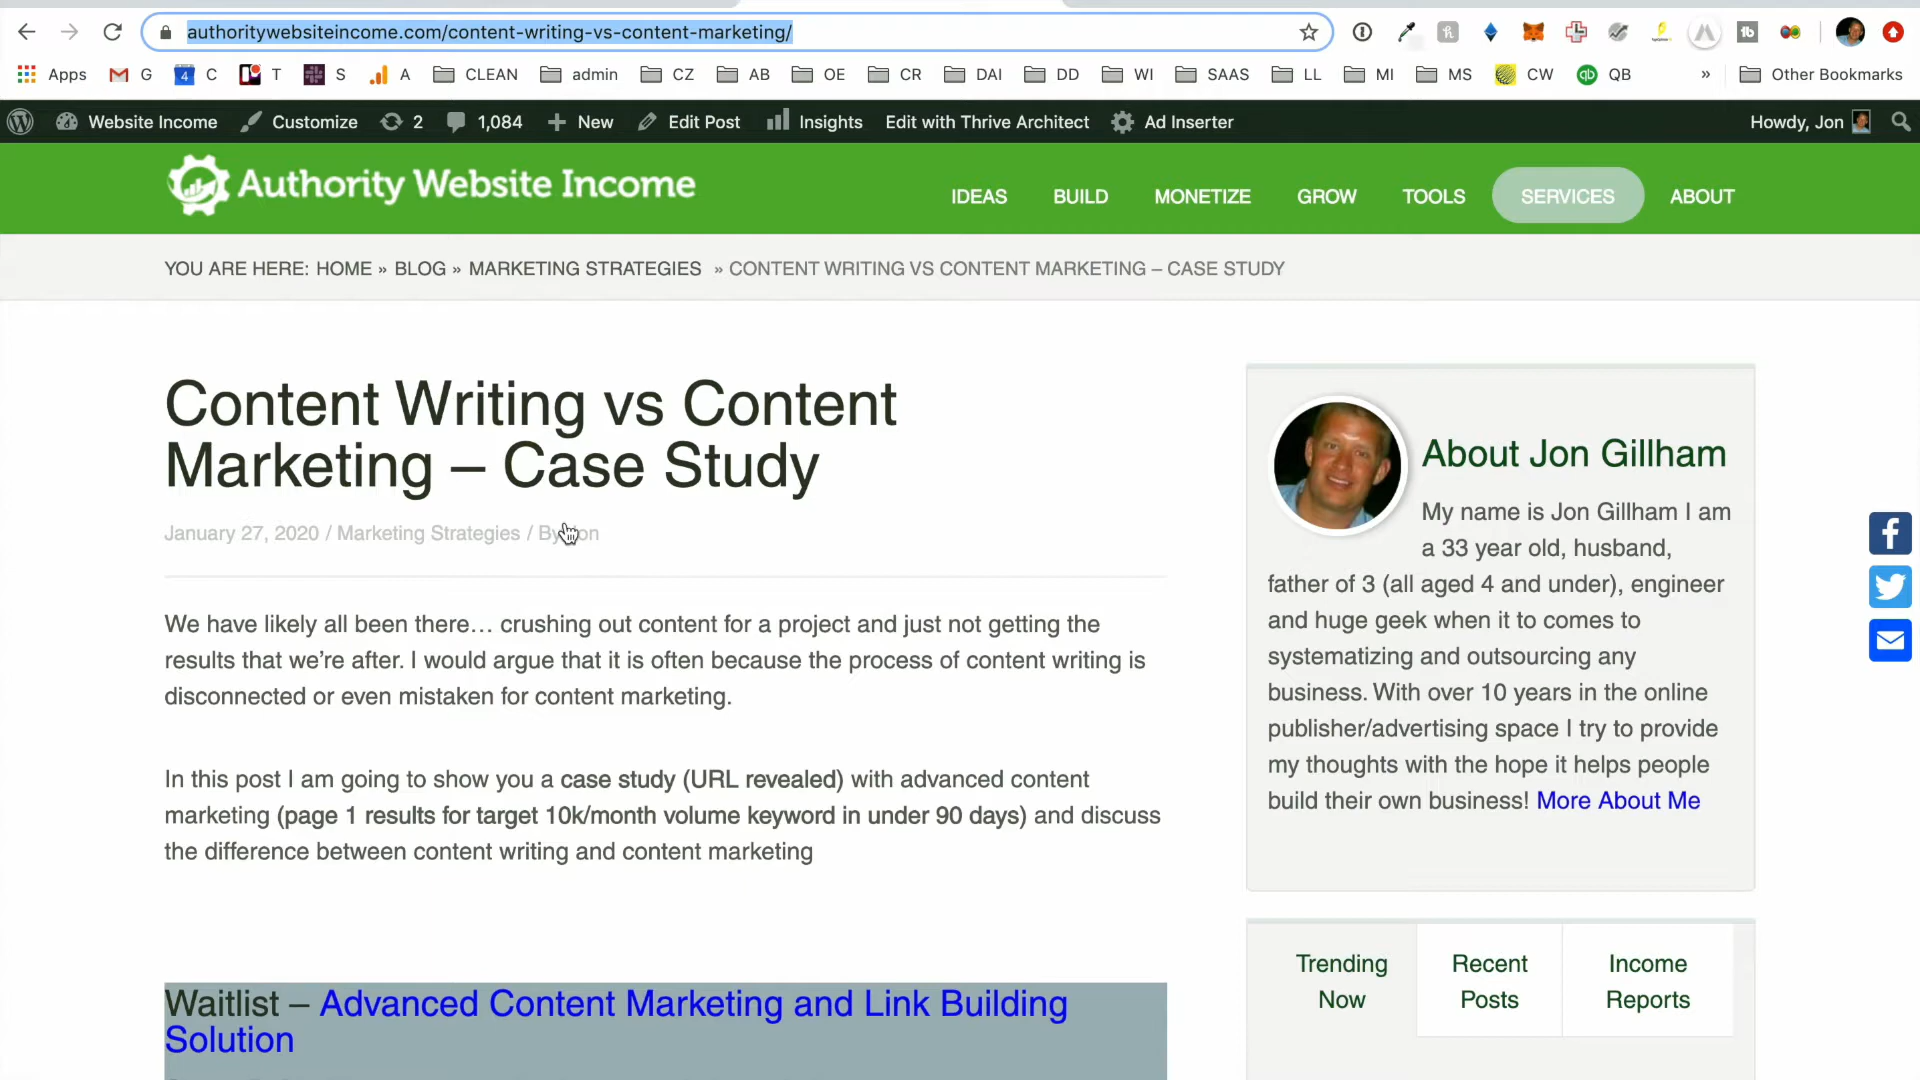 authoritywebsiteincome.com/content-writing-vs-content-marketing/
Apps G C T S A CLEAN admin CZ AB OE CR DAI DD WI SAAS LL MI MS CW QB » Other Bookmarks
Website Income Customize 2 1,084 New Edit Post Insights Edit with Thrive Architect Ad Inserter Howdy, Jon
Authority Website Income
IDEAS BUILD MONETIZE GROW TOOLS SERVICES ABOUT
YOU ARE HERE: HOME » BLOG » MARKETING STRATEGIES » CONTENT WRITING VS CONTENT MARKETING – CASE STUDY
Content Writing vs Content
Marketing – Case Study
January 27, 2020 / Marketing Strategies / By Jon
We have likely all been there… crushing out content for a project and just not getting the
results that we're after. I would argue that it is often because the process of content writing is
disconnected or even mistaken for content marketing.
In this post I am going to show you a case study (URL revealed) with advanced content
marketing (page 1 results for target 10k/month volume keyword in under 90 days) and discuss
the difference between content writing and content marketing
Waitlist – Advanced Content Marketing and Link Building
Solution
About Jon Gillham
My name is Jon Gillham I am
a 33 year old, husband,
father of 3 (all aged 4 and under), engineer
and huge geek when it to comes to
systematizing and outsourcing any
business. With over 10 years in the online
publisher/advertising space I try to provide
my thoughts with the hope it helps people
build their own business! More About Me
Trending
Now
Recent
Posts
Income
Reports